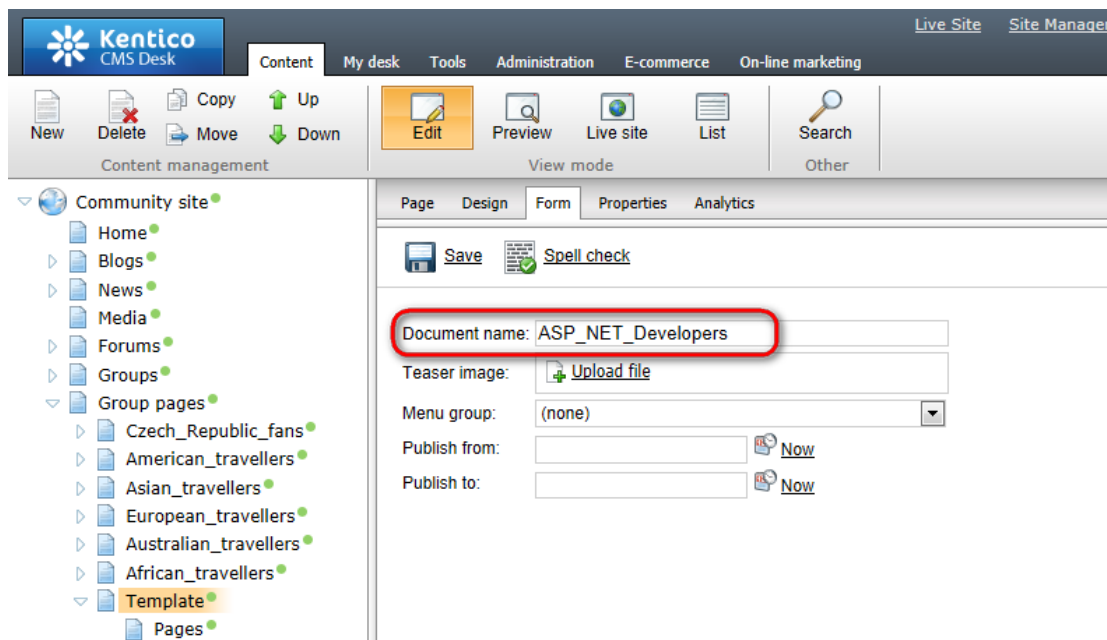 Live Site Site Manager
Kentico
CMS Desk
Content My desk Tools Administration E-commerce On-line marketing
New Delete Copy Move Up Down
Content management
Edit Preview Live site List
View mode
Search
Other
Community site
Home
Blogs
News
Media
Forums
Groups
Group pages
Czech_Republic_fans
American_travellers
Asian_travellers
European_travellers
Australian_travellers
African_travellers
Template
Pages
Page Design Form Properties Analytics
Save Spell check
Document name: ASP_NET_Developers
Teaser image: Upload file
Menu group: (none)
Publish from: Now
Publish to: Now